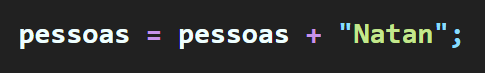 pessoas = pessoas + "Natan";